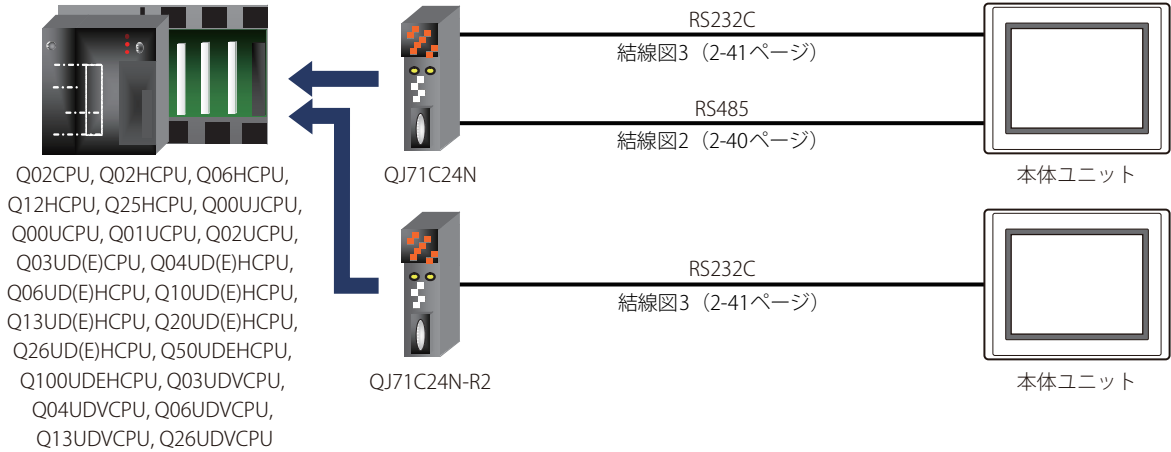 RS232C
結線図3（2-41ページ）
RS485
結線図2（2-40ページ）
QJ71C24N
本体ユニット
Q02CPU, Q02HCPU, Q06HCPU,
Q12HCPU, Q25HCPU, Q00UJCPU,
Q00UCPU, Q01UCPU, Q02UCPU,
Q03UD(E)CPU, Q04UD(E)HCPU,
Q06UD(E)HCPU, Q10UD(E)HCPU,
Q13UD(E)HCPU, Q20UD(E)HCPU,
Q26UD(E)HCPU, Q50UDEHCPU,
Q100UDEHCPU, Q03UDVCPU,
Q04UDVCPU, Q06UDVCPU,
Q13UDVCPU, Q26UDVCPU
RS232C
結線図3（2-41ページ）
QJ71C24N-R2
本体ユニット